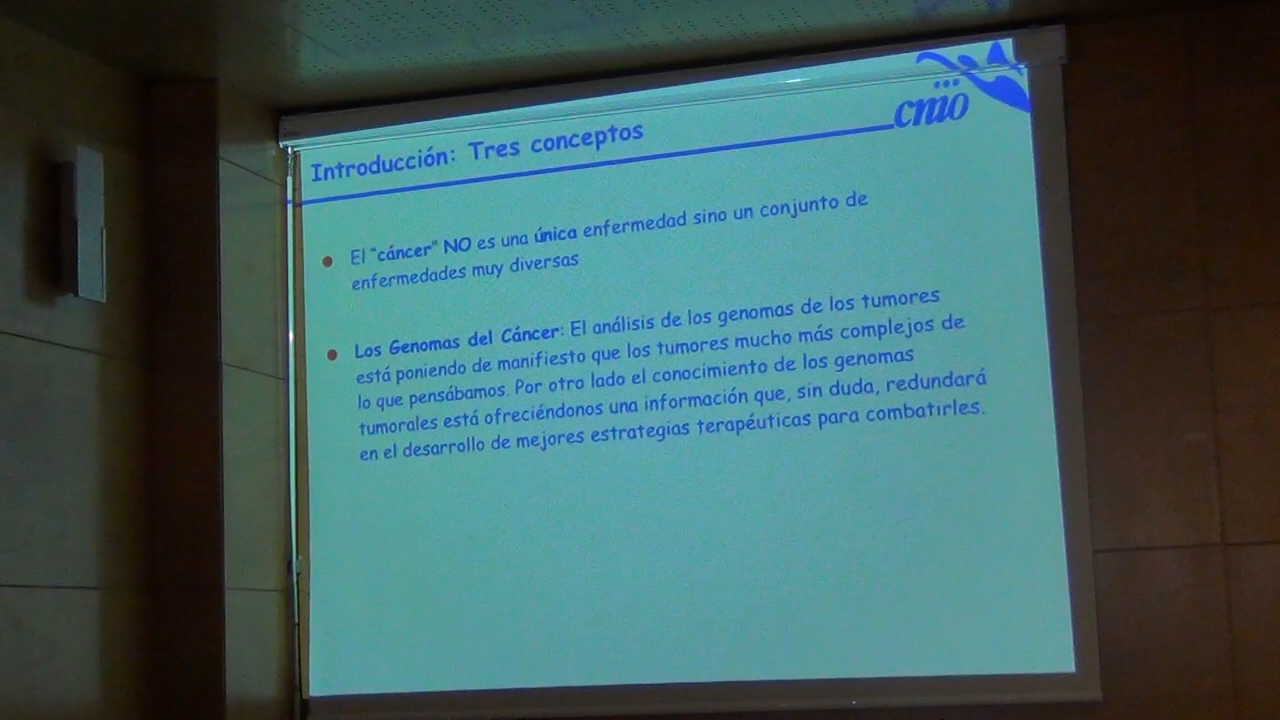 cnio
Introducción: Tres conceptos
El "cáncer" NO es una única enfermedad sino un conjunto de
enfermedades muy diversas
Los Genomas del Cáncer: El análisis de los genomas de los tumores
está poniendo de manifiesto que los tumores mucho más complejos de
lo que pensábamos. Por otro lado el conocimiento de los genomas
tumorales está ofreciéndonos una información que, sin duda, redundará
en el desarrollo de mejores estrategias terapéuticas para combatirles.